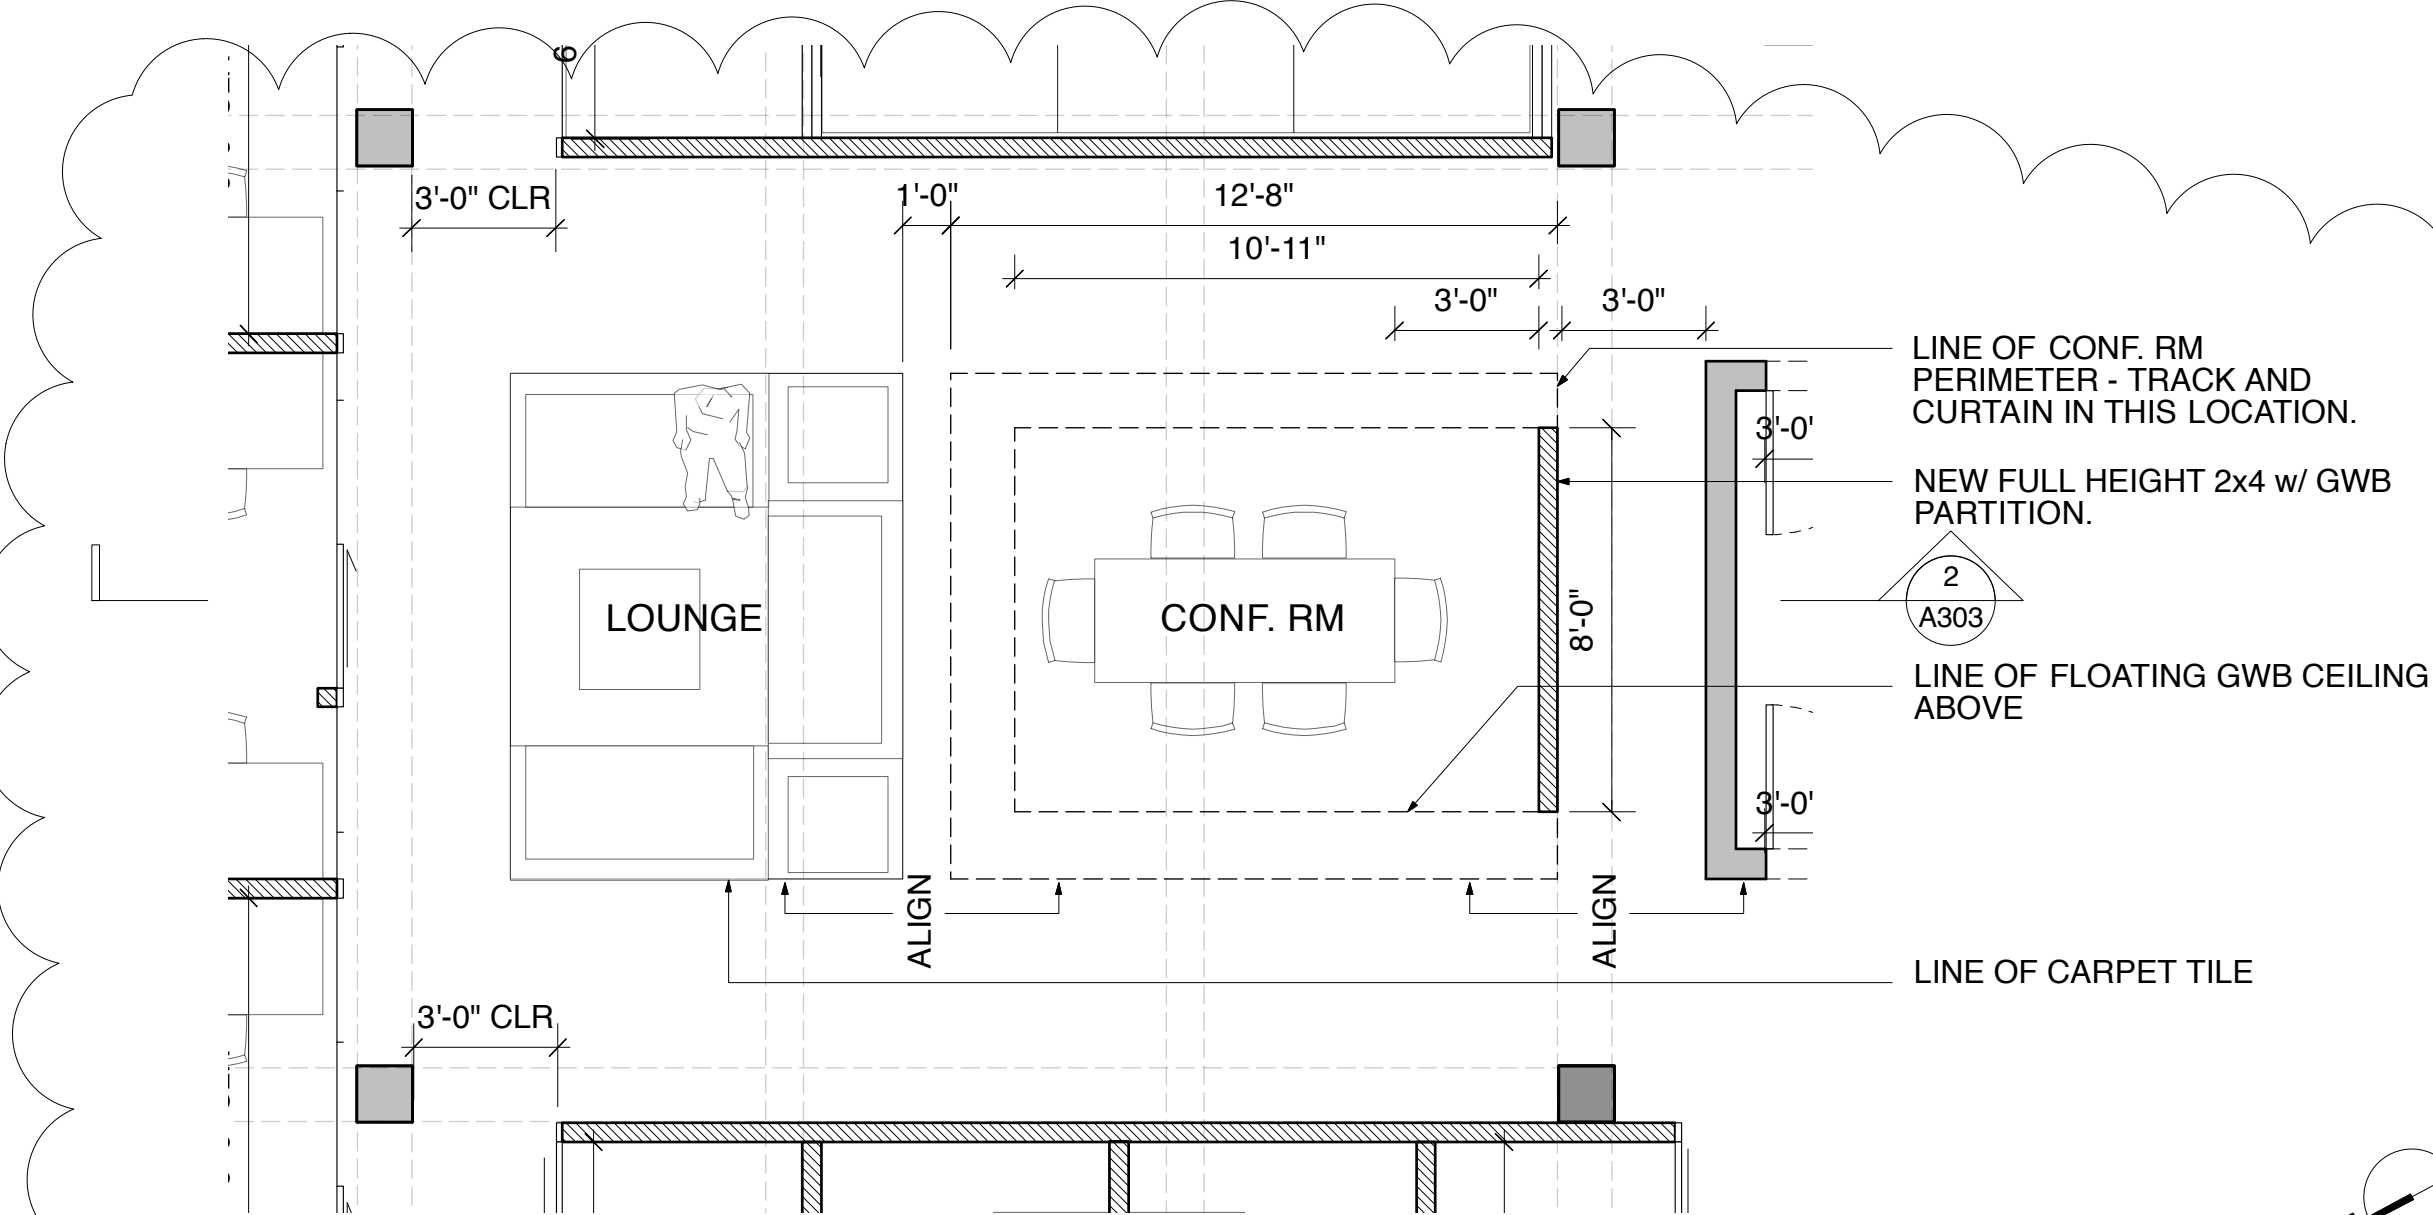 6
3'-0" CLR
1'-0"
12'-8"
10'-11"
3'-0"
3'-0"
LINE OF CONF. RM
PERIMETER - TRACK AND
CURTAIN IN THIS LOCATION.
3'-0'
NEW FULL HEIGHT 2x4 w/ GWB
PARTITION.
2
A303
LOUNGE
CONF. RM
8'-0"
LINE OF FLOATING GWB CEILING
ABOVE
3'-0'
ALIGN
ALIGN
LINE OF CARPET TILE
3'-0" CLR